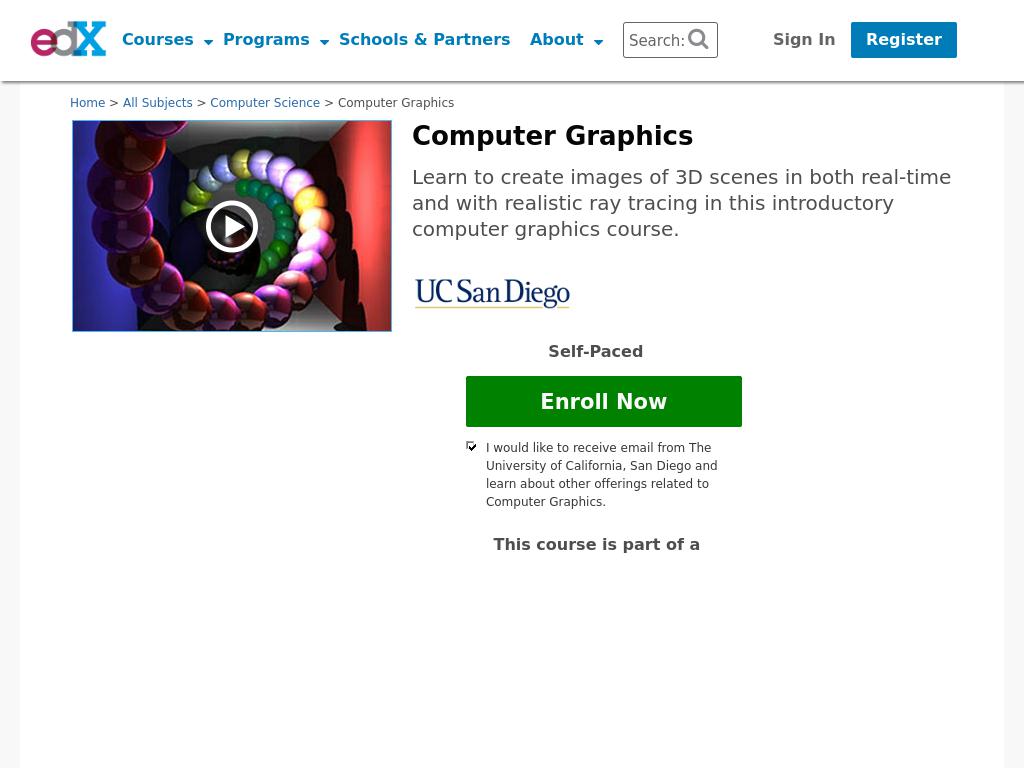 edX Courses Programs Schools & Partners About Search: Sign In Register
Home > All Subjects > Computer Science > Computer Graphics
Computer Graphics
Learn to create images of 3D scenes in both real-time
and with realistic ray tracing in this introductory
computer graphics course.
UC San Diego
Self-Paced
Enroll Now
I would like to receive email from The
University of California, San Diego and
learn about other offerings related to
Computer Graphics.
This course is part of a